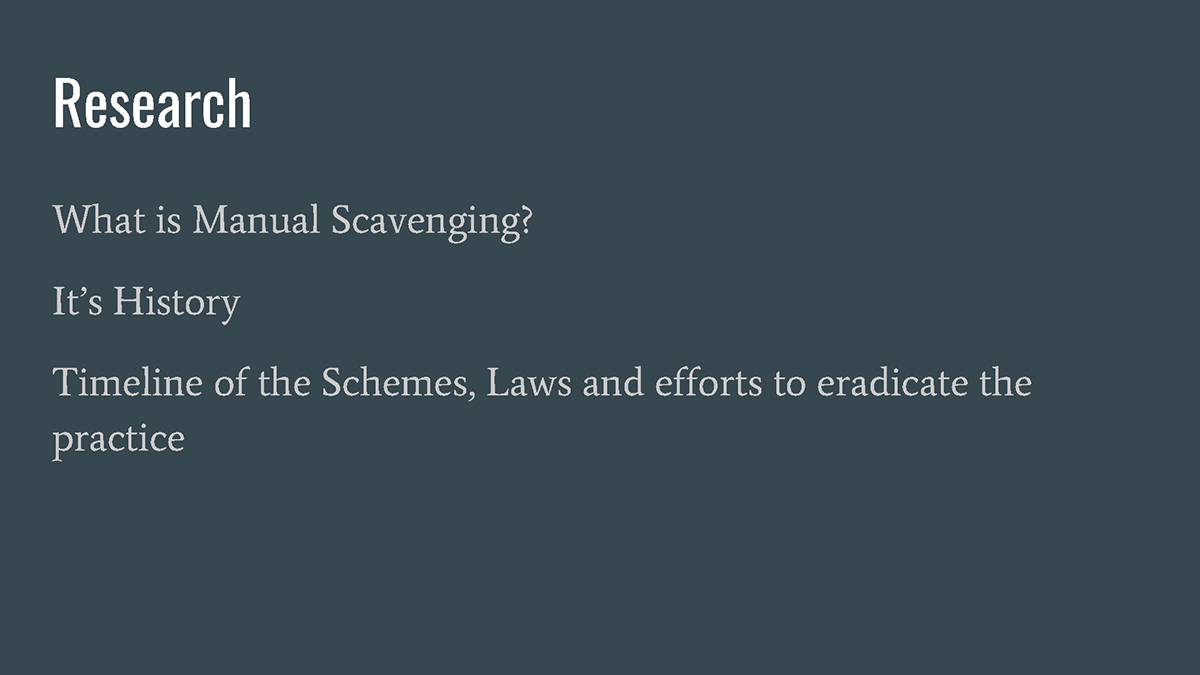 Research
What is Manual Scavenging?
It’s History
Timeline of the Schemes, Laws and efforts to eradicate the
practice